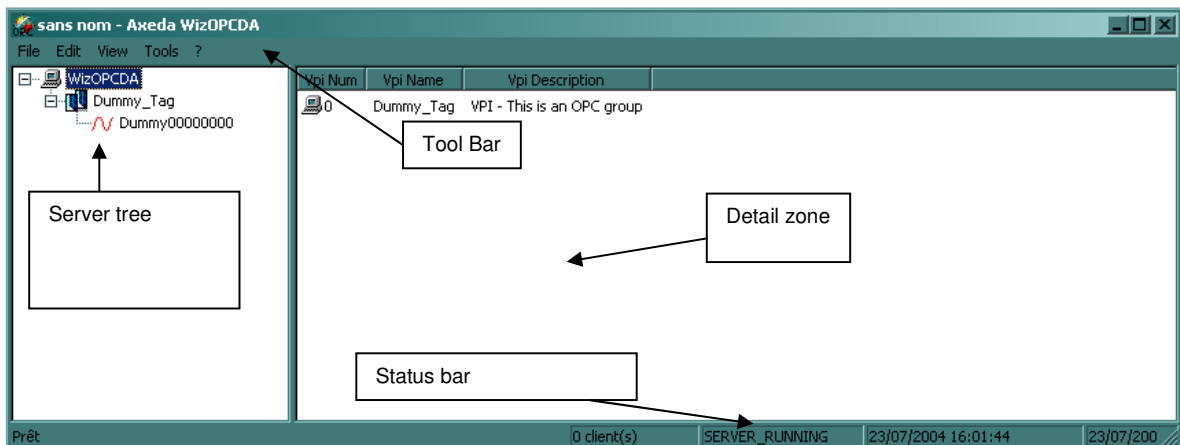 sans nom - Axeda WizOPCDA
File Edit View Tools ?
WizOPCDA
Dummy_Tag
Dummy00000000
Vpi Num Vpi Name Vpi Description
0 Dummy_Tag VPI - This is an OPC group
Tool Bar
Server tree
Detail zone
Status bar
Prêt 0 client(s) SERVER_RUNNING 23/07/2004 16:01:44 23/07/200